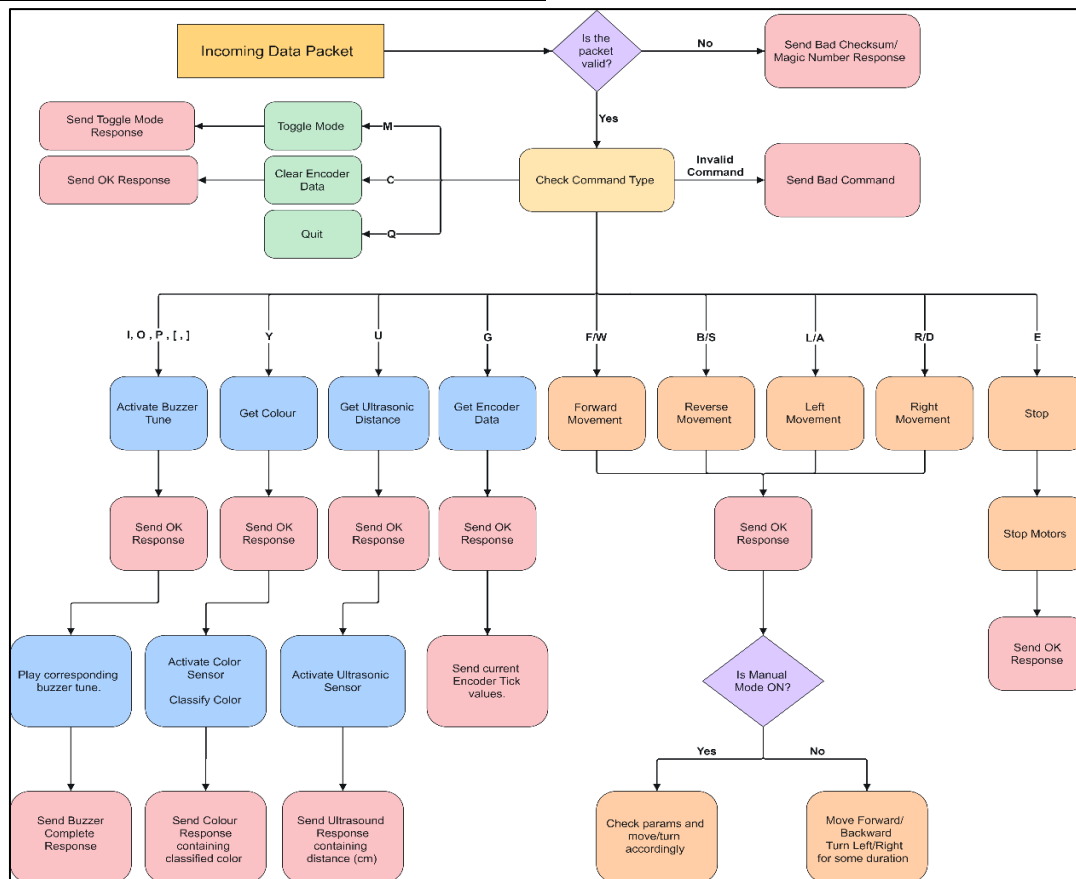 Incoming Data Packet
Is the
packet
valid?
No
Send Bad Checksum/
Magic Number Response
Yes
Send Toggle Mode
Response
Toggle Mode
M
Send OK Response
Clear Encoder
Data
C
Quit
Q
Check Command Type
Invalid
Command
Send Bad Command
I, O , P , [ , ]
Y
U
G
F/W
B/S
L/A
R/D
E
Activate Buzzer
Tune
Get Colour
Get Ultrasonic
Distance
Get Encoder
Data
Forward
Movement
Reverse
Movement
Left
Movement
Right
Movement
Stop
Send OK
Response
Send OK
Response
Send OK
Response
Send OK
Response
Send OK
Response
Stop Motors
Play corresponding
buzzer tune.
Activate Color
Sensor
Classify Color
Activate Ultrasonic
Sensor
Send current
Encoder Tick
values.
Is Manual
Mode ON?
Send OK
Response
Yes
No
Send Buzzer
Complete
Response
Send Colour
Response
containing
classified color
Send Ultrasound
Response
containing
distance (cm)
Check params and
move/turn
accordingly
Move Forward/
Backward
Turn Left/Right
for some duration